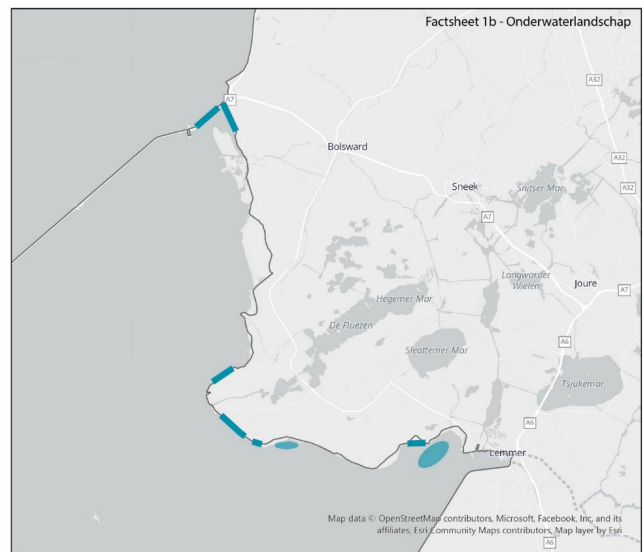 Factsheet 1b - Onderwaterlandschap
A32
A7
Bolsward
A32
Sneek
Snitser Mar
A32
A7
Langwarder
Wielen
Joure
A7
Hegemer Mar
De Fluezen
A6
Sleattemer Mar
Tsjûkemar
A6
Lemmer
Map data © OpenStreetMap contributors, Microsoft, Facebook, Inc. and its
affiliates, Esri Community Maps contributors, Map layer by Esri
A6